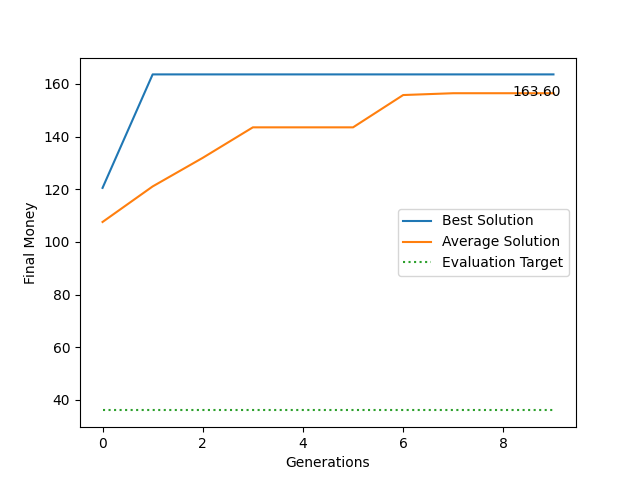 160
140
120
100
80
60
40
Final Money
163.60
Best Solution
Average Solution
Evaluation Target
0 2 4 6 8
Generations